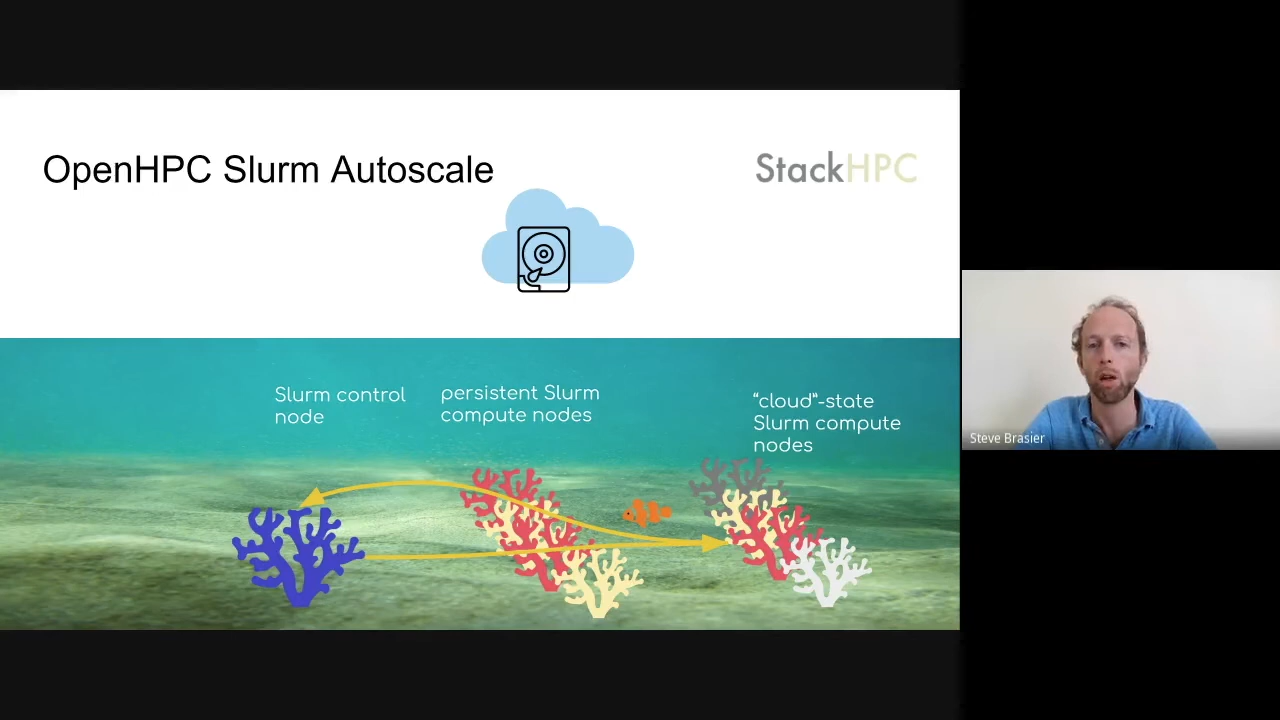 OpenHPC Slurm Autoscale
StackHPC
Slurm control
node
persistent Slurm
compute nodes
“cloud”-state
Slurm compute
nodes
Steve Brasier